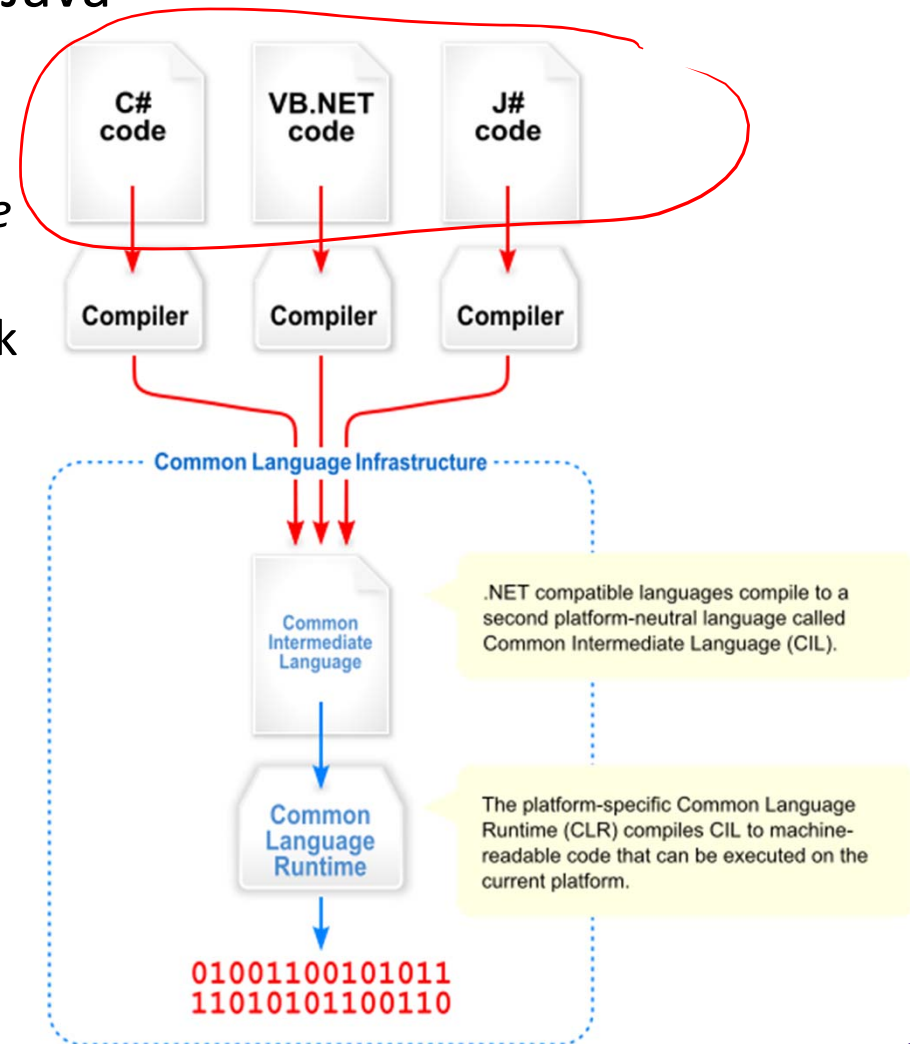 Java
C#
code
VB.NET
code
J#
code
e
k
Compiler
Compiler
Compiler
Common Language Infrastructure
Common
Intermediate
Language
.NET compatible languages compile to a
second platform-neutral language called
Common Intermediate Language (CIL).
Common
Language
Runtime
The platform-specific Common Language
Runtime (CLR) compiles CIL to machine-
readable code that can be executed on the
current platform.
01001100101011
11010101100110